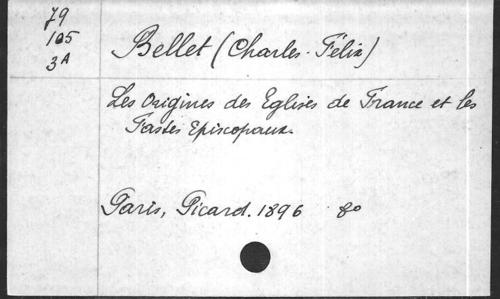 79
105
3A
Bellet (Charles-Félix)
Les Origines des Eglises de France et les
Fastes Episcopaux.
Paris, Picard. 1896 8o